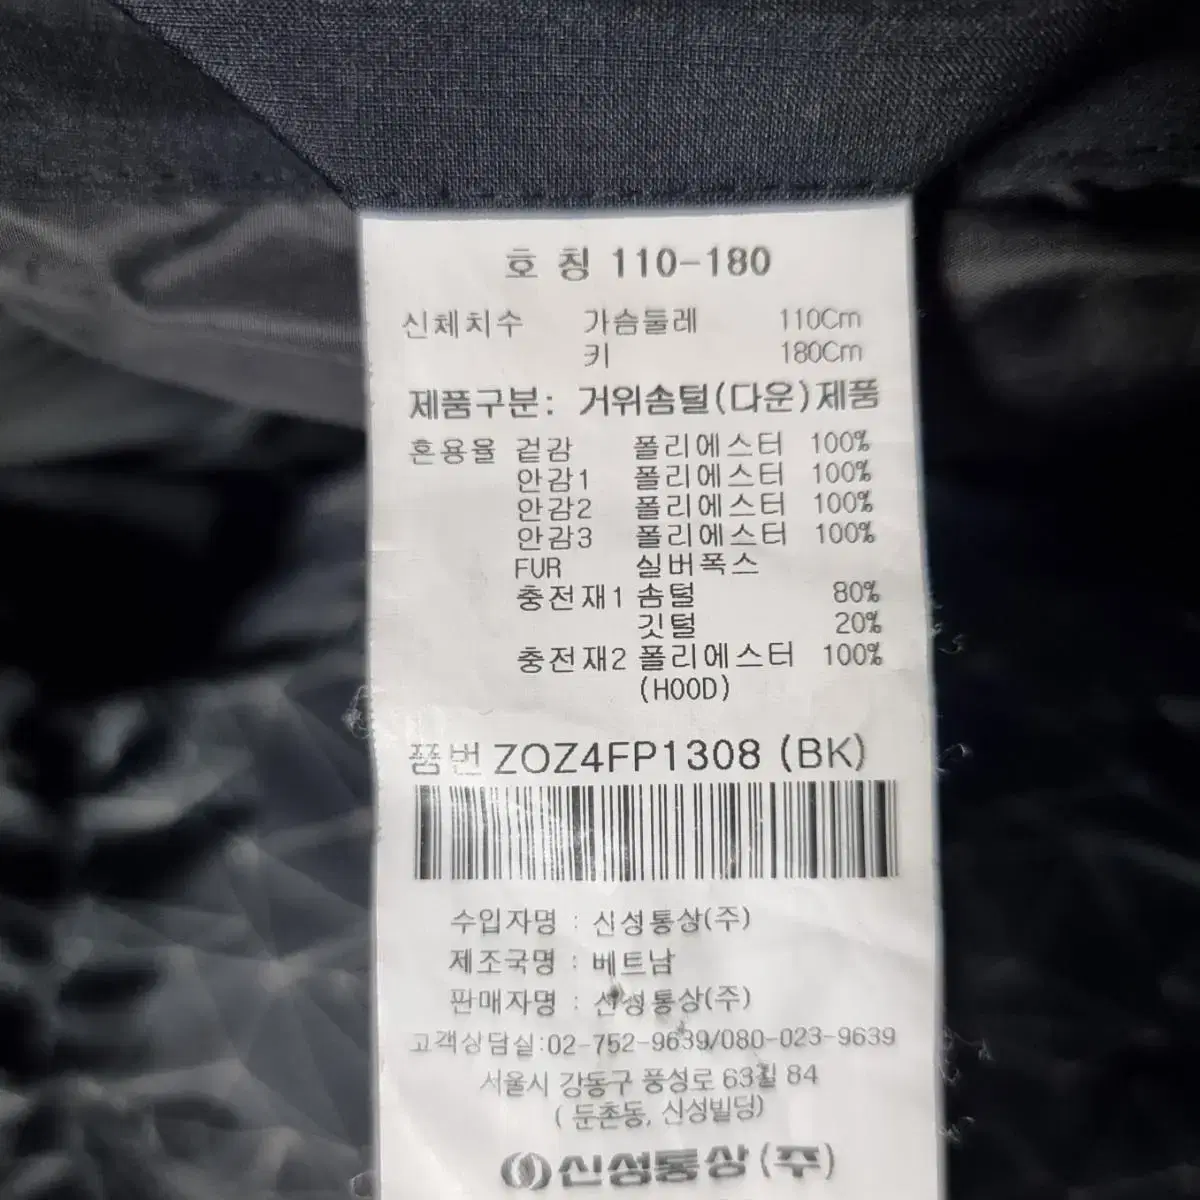 호 칭 110-180
신체치수 가슴둘레 110Cm
키 180Cm
제품구분: 거위솜털(다운)제품
혼용율 겉감 폴리에스터 100%
안감1 폴리에스터 100%
안감2 폴리에스터 100%
안감3 폴리에스터 100%
FUR 실버폭스
충전재1 솜털 80%
깃털 20%
충전재2 폴리에스터 100%
(HOOD)
품번 ZOZ4FP1308 (BK)
수입자명 : 신성통상(주)
제조국명 : 베트남
판매자명 : 신성통상(주)
고객상담실:02-752-9639/080-023-9639
서울시 강동구 풍성로 63길 84
( 둔촌동, 신성빌딩)
신성통상(주)